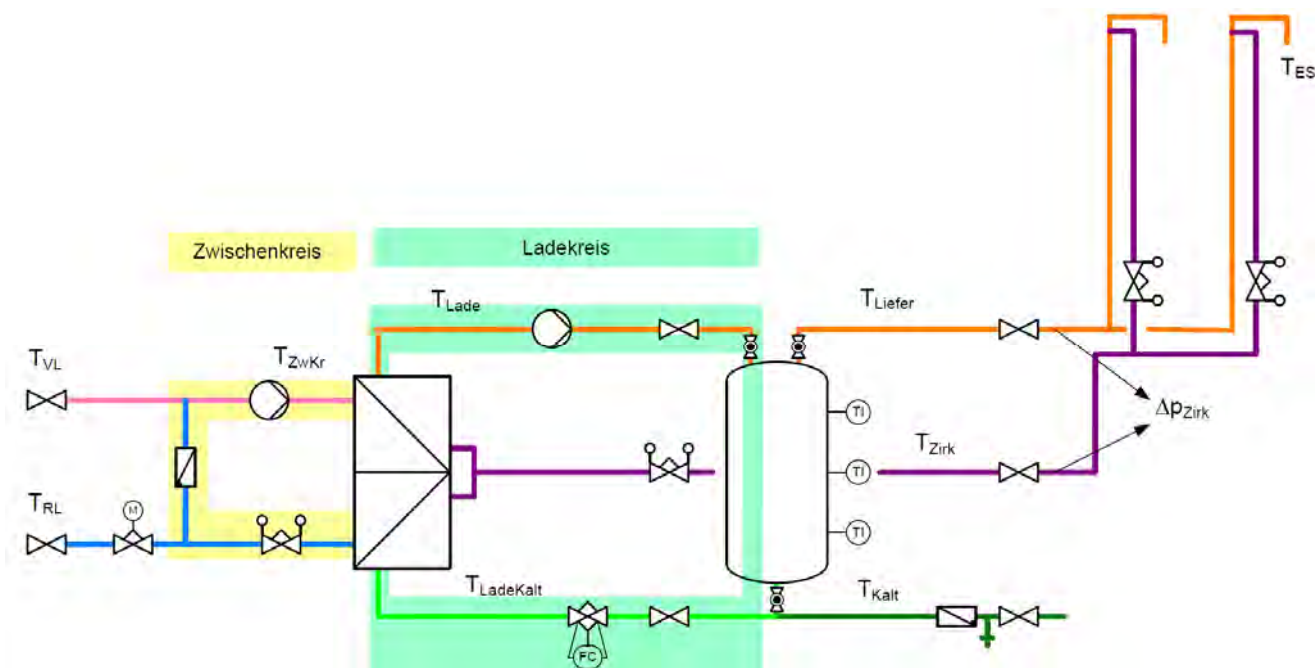 T_ES
Zwischenkreis
Ladekreis
T_Lade
T_Liefer
T_VL
T_ZwKr
TI
Δp_Zirk
T_Zirk
TI
T_RL
M
TI
T_LadeKalt
T_Kalt
FC